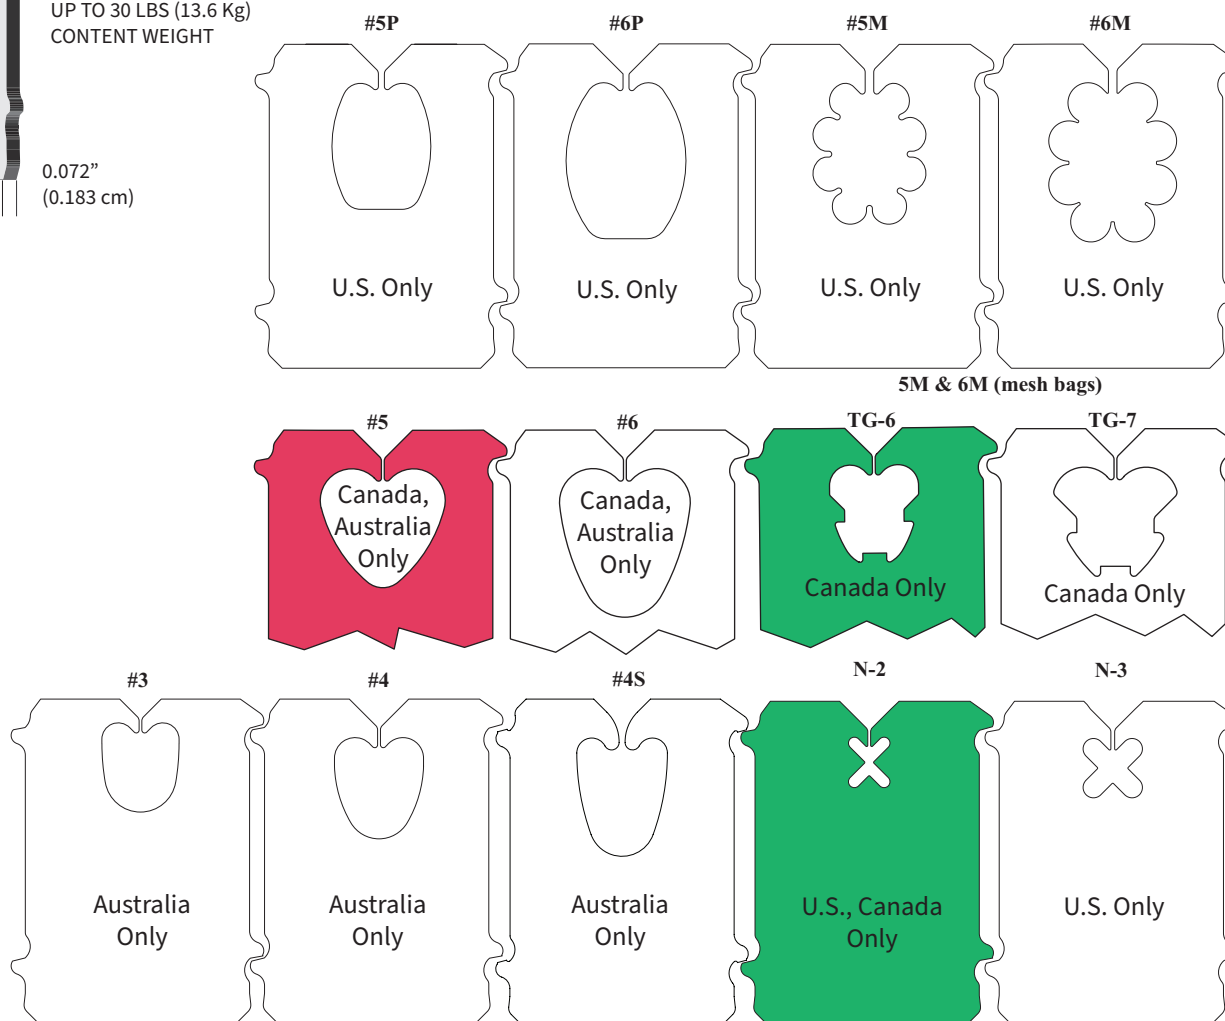 UP TO 30 LBS (13.6 Kg)
CONTENT WEIGHT
0.072”
(0.183 cm)
#5P
#6P
#5M
#6M
U.S. Only
U.S. Only
U.S. Only
U.S. Only
5M & 6M (mesh bags)
#5
#6
TG-6
TG-7
Canada,
Australia
Only
Canada,
Australia
Only
Canada Only
Canada Only
#3
#4
#4S
N-2
N-3
Australia
Only
Australia
Only
Australia
Only
U.S., Canada
Only
U.S. Only